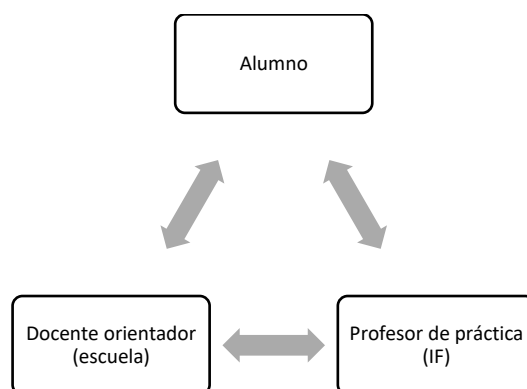 Alumno
Docente orientador
(escuela)
Profesor de práctica
(IF)